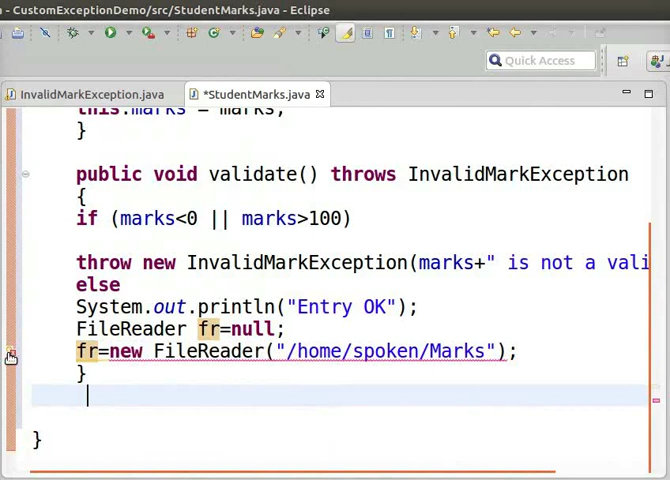 - CustomExceptionDemo/src/StudentMarks.java - Eclipse
Quick Access
InvalidMarkException.java
*StudentMarks.java
this.marks = marks;
}
public void validate() throws InvalidMarkException
{
if (marks<0 || marks>100)
throw new InvalidMarkException(marks+" is not a vali
else
System.out.println("Entry OK");
FileReader fr=null;
fr=new FileReader("/home/spoken/Marks");
}
}